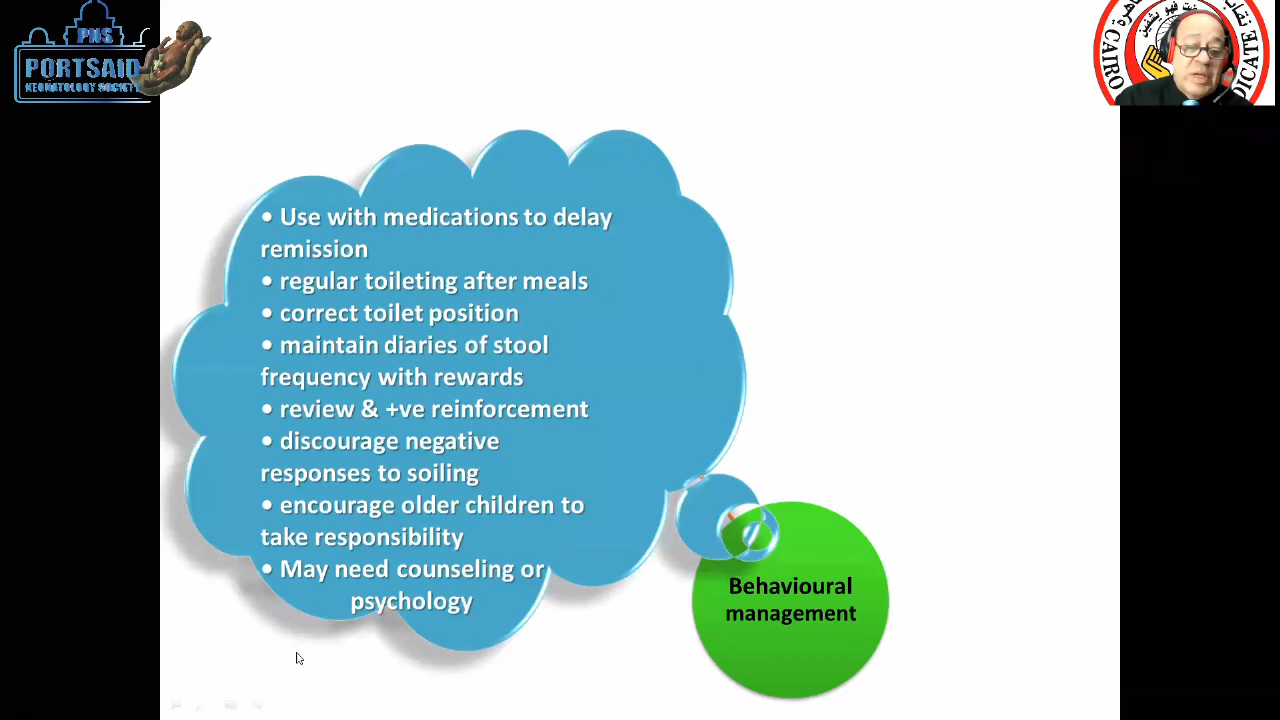 PNS
PORTSAID
NEONATOLOGY SOCIETY
CAIRO
• Use with medications to delay
remission
• regular toileting after meals
• correct toilet position
• maintain diaries of stool
frequency with rewards
• review & +ve reinforcement
• discourage negative
responses to soiling
• encourage older children to
take responsibility
• May need counseling or
psychology
Behavioural
management